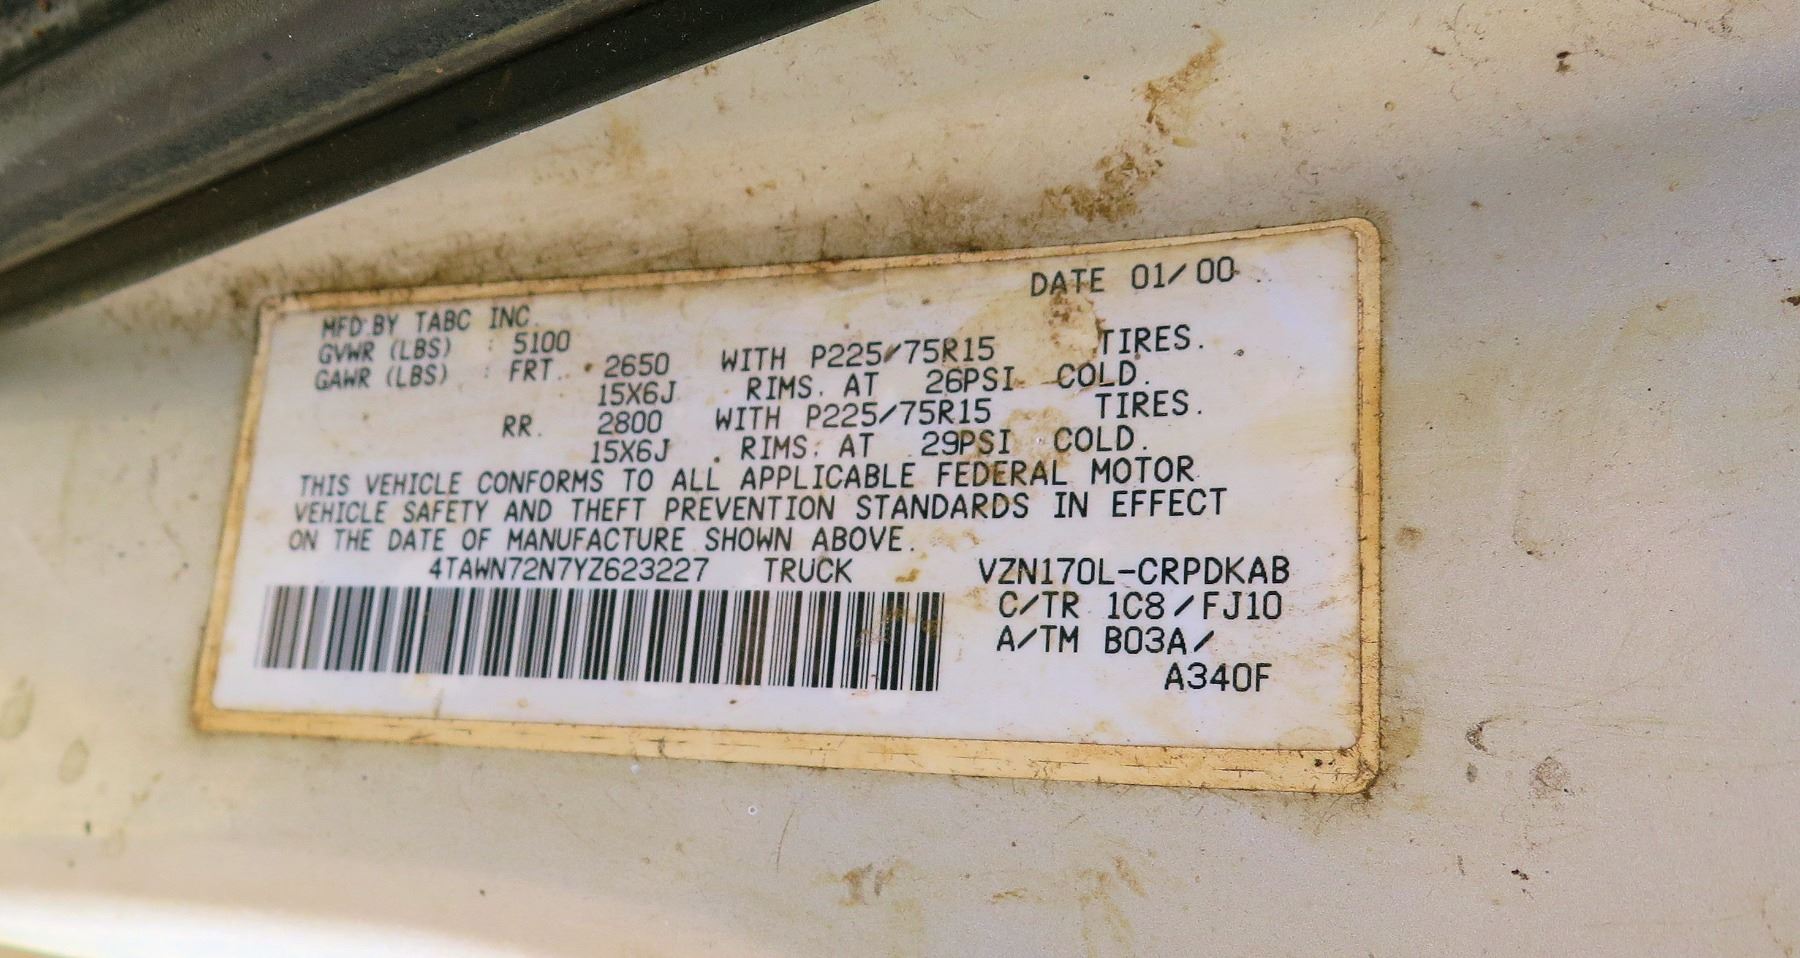 DATE 01/00
MFD BY TABC INC.
GVWR (LBS) : 5100
GAWR (LBS) : FRT. 2650 WITH P225/75R15 TIRES.
15X6J RIMS. AT 26PSI COLD.
RR. 2800 WITH P225/75R15 TIRES.
15X6J RIMS. AT 29PSI COLD.
THIS VEHICLE CONFORMS TO ALL APPLICABLE FEDERAL MOTOR
VEHICLE SAFETY AND THEFT PREVENTION STANDARDS IN EFFECT
ON THE DATE OF MANUFACTURE SHOWN ABOVE.
4TAWN72N7YZ623227 TRUCK VZN170L-CRPDKAB
C/TR 1C8/FJ10
A/TM B03A/
A340F